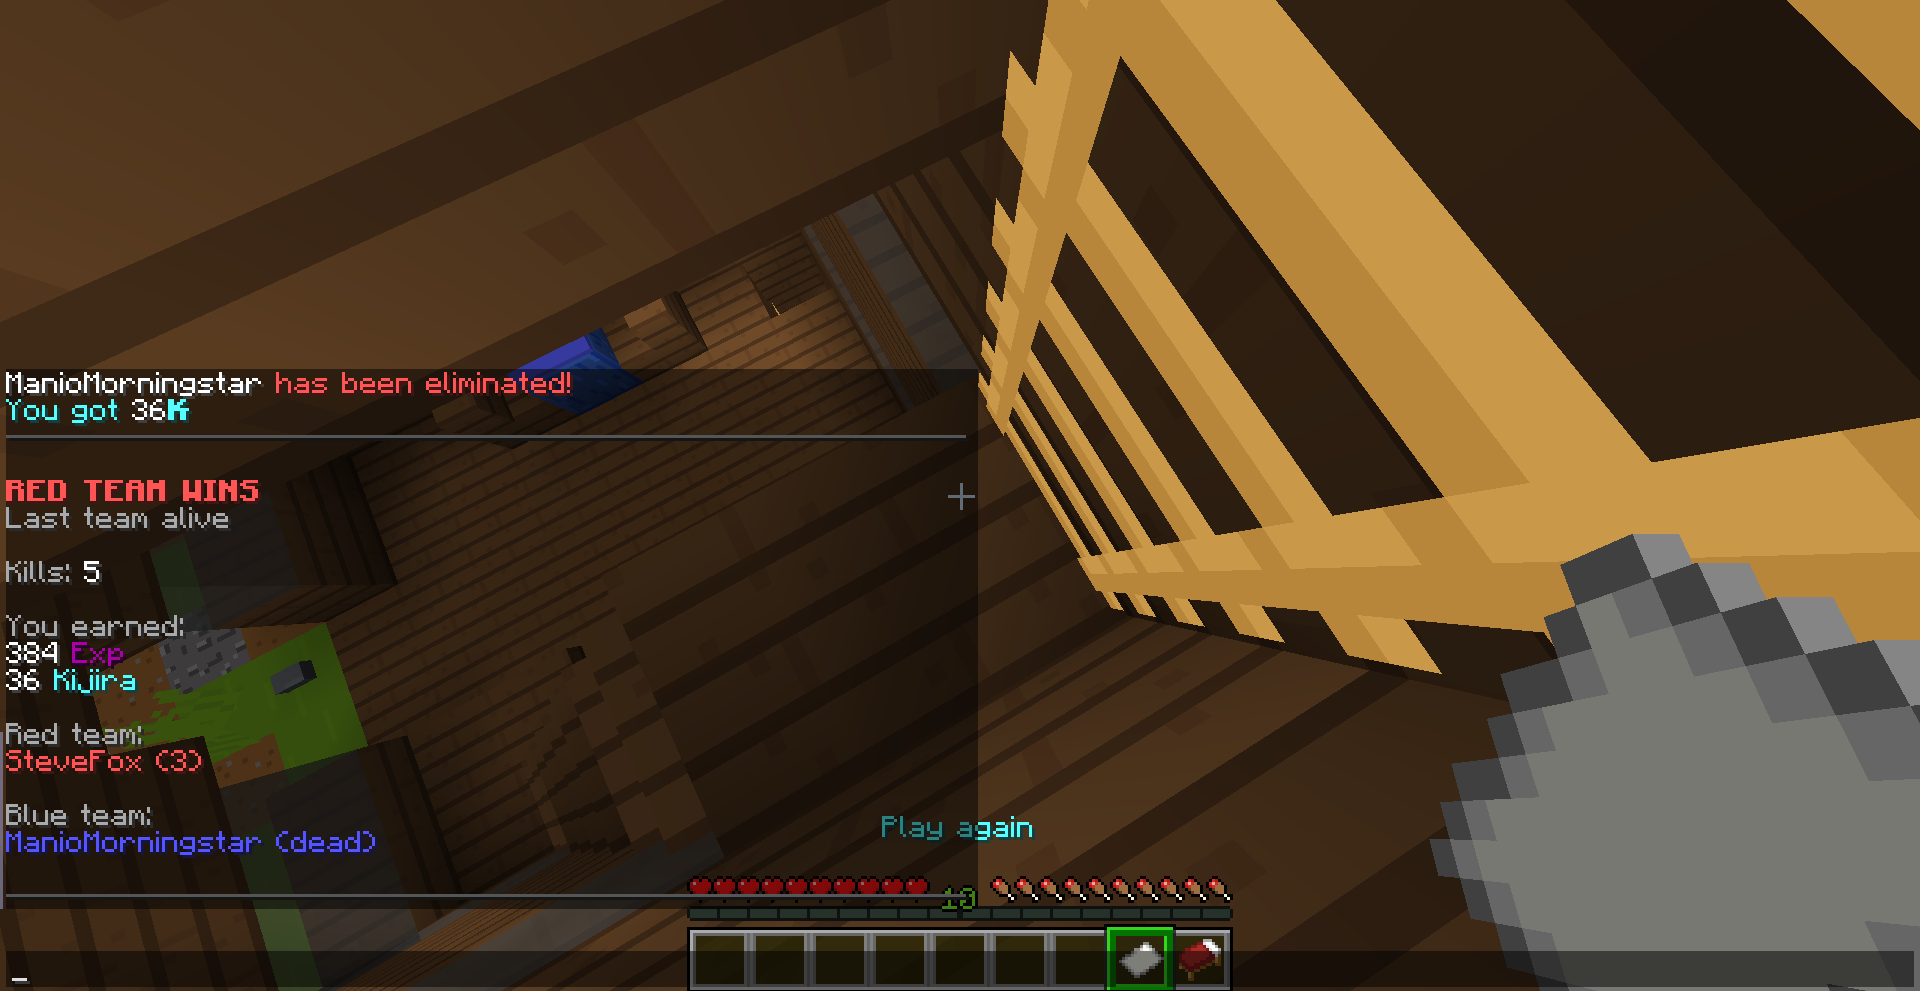 ManioMorningstar has been eliminated!
You got 36
RED TEAM WINS
Last team alive
Kills: 5
You earned:
384 Exp
36 Kijira
Red team:
SteveFox (3)
Blue team:
ManioMorningstar (dead)
Play again
_